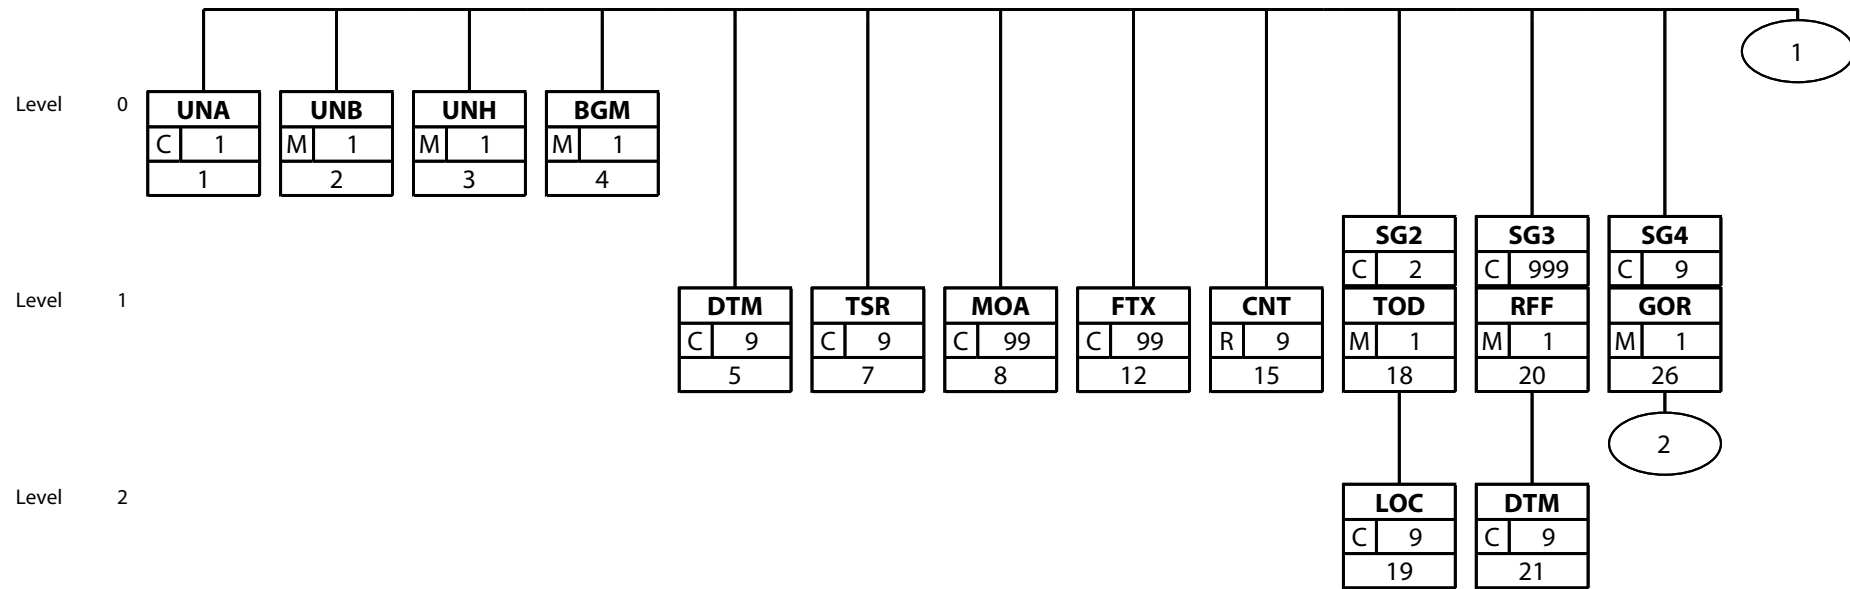 1
Level 0
UNA UNB UNH BGM
C 1 M 1 M 1 M 1
1 2 3 4
SG2 SG3 SG4
C 2 C 999 C 9
Level 1
DTM TSR MOA FTX CNT TOD RFF GOR
C 9 C 9 C 99 C 99 R 9 M 1 M 1 M 1
5 7 8 12 15 18 20 26
2
Level 2
LOC DTM
C 9 C 9
19 21